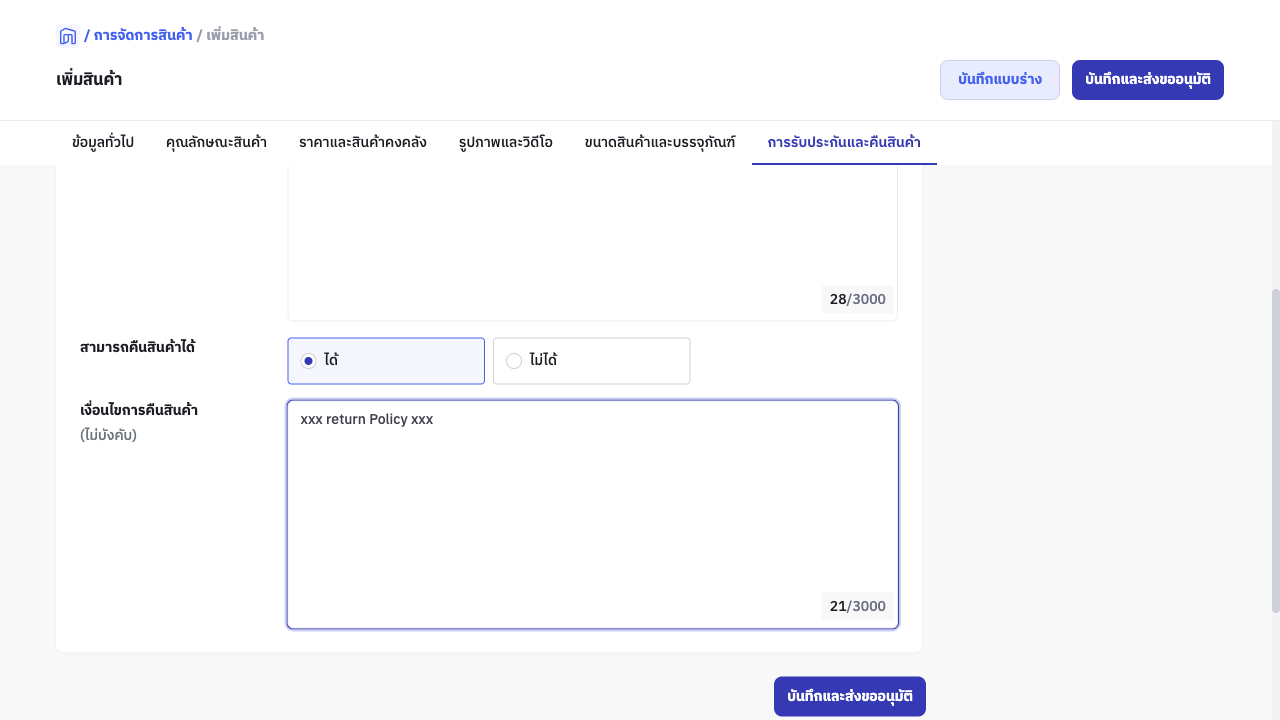 / การจัดการสินค้า / เพิ่มสินค้า
เพิ่มสินค้า
บันทึกแบบร่าง
บันทึกและส่งขออนุมัติ
ข้อมูลทั่วไป คุณลักษณะสินค้า ราคาและสินค้าคงคลัง รูปภาพและวิดีโอ ขนาดสินค้าและบรรจุภัณฑ์ การรับประกันและคืนสินค้า
28/3000
สามารถคืนสินค้าได้
ได้
ไม่ได้
เงื่อนไขการคืนสินค้า
(ไม่บังคับ)
xxx return Policy xxx
21/3000
บันทึกและส่งขออนุมัติ